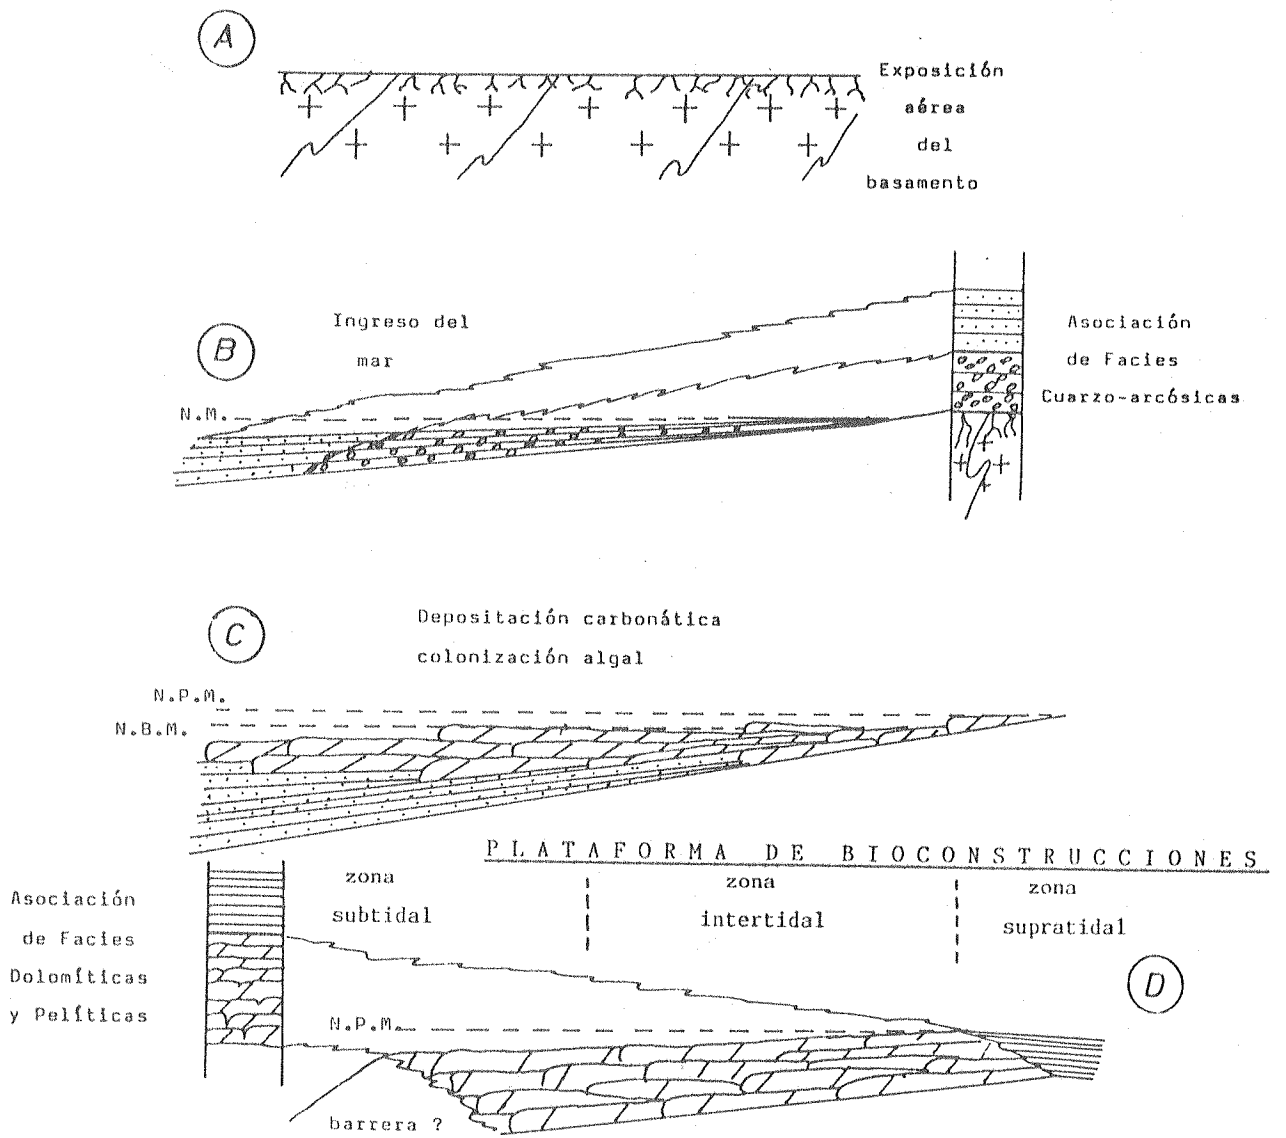 A
Exposición
aérea
del
basamento
B
Ingreso del
mar
N.M.
Asociación
de Facies
Cuarzo-arcósicas
C
Depositación carbonática
colonización algal
N.P.M.
N.B.M.
PLATAFORMA DE BIOCONSTRUCCIONES
zona
subtidal
zona
intertidal
zona
supratidal
Asociación
de Facies
Dolomíticas
y Pelíticas
D
N.P.M.
barrera ?